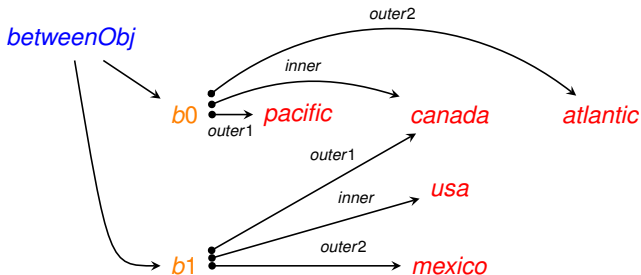 outer2
betweenObj
inner
b0 pacific canada atlantic
outer1
outer1
inner usa
outer2
b1 mexico